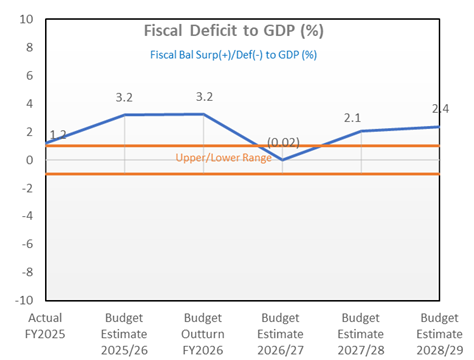 Fiscal Deficit to GDP (%)
Fiscal Bal Surp(+)/Def(-) to GDP (%)
10
8
6
4
2
0
-2
-4
-6
-8
-10
1.2
3.2
3.2
(0.02)
2.1
2.4
Upper/Lower Range
Actual
FY2025
Budget
Estimate
2025/26
Budget
Outturn
FY2026
Budget
Estimate
2026/27
Budget
Estimate
2027/28
Budget
Estimate
2028/29